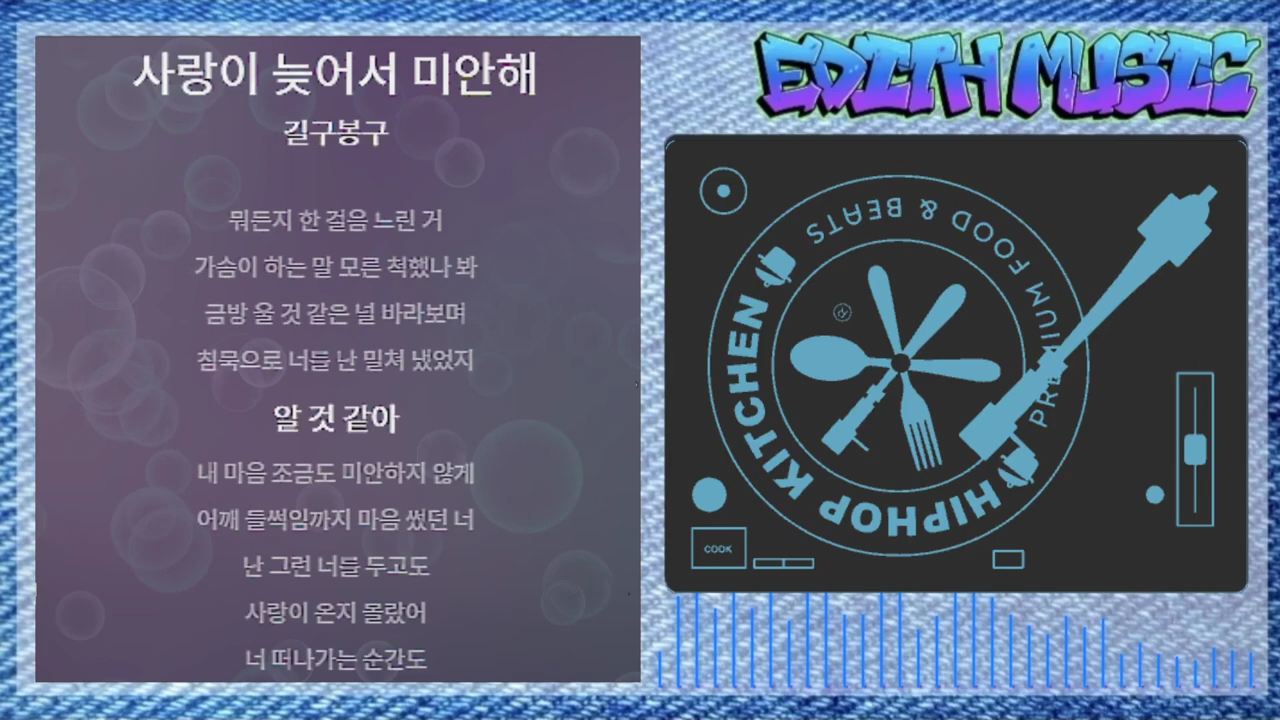 사랑이 늦어서 미안해
길구봉구
뭐든지 한 걸음 느린 거
가슴이 하는 말 모른 척했나 봐
금방 울 것 같은 널 바라보며
침묵으로 너를 난 밀쳐 냈었지
알 것 같아
내 마음 조금도 미안하지 않게
어깨 들썩임까지 마음 썼던 너
난 그런 너를 두고도
사랑이 온지 몰랐어
너 떠나가는 순간도
EDITH MUSIC
HIPHOP KITCHEN
PREMIUM FOOD & BEATS
®
COOK